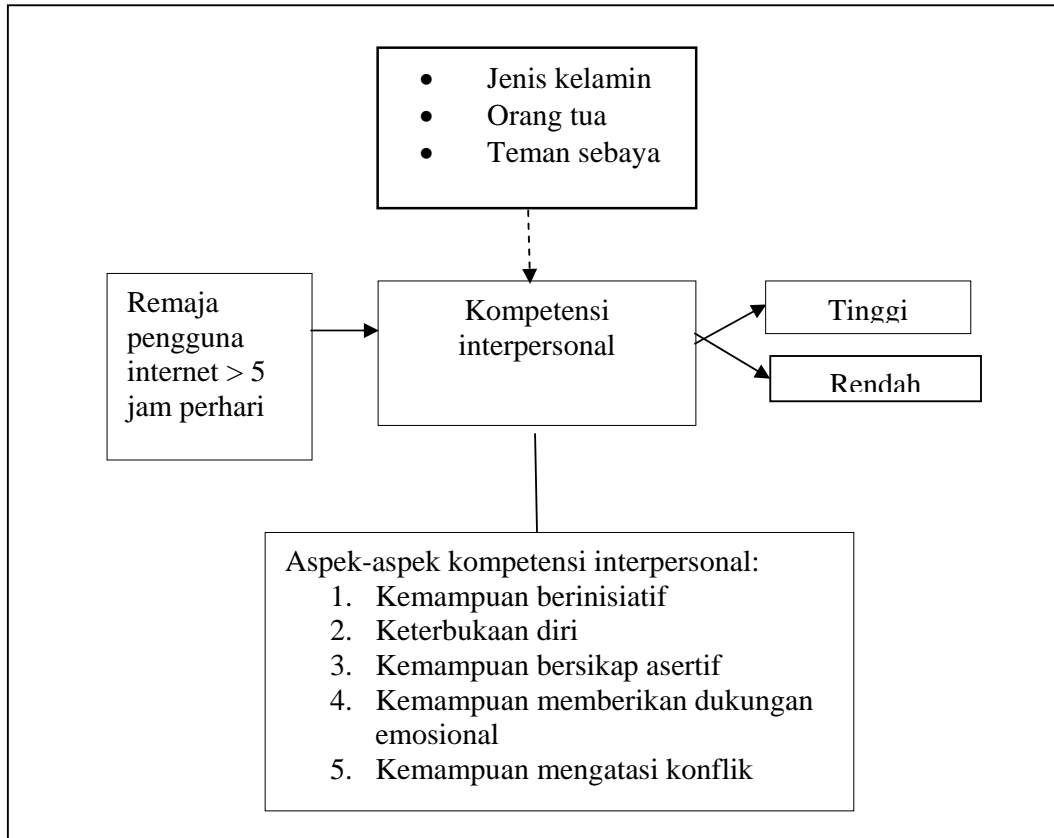 • Jenis kelamin
• Orang tua
• Teman sebaya
Remaja
pengguna
internet > 5
jam perhari
Kompetensi
interpersonal
Tinggi
Rendah
Aspek-aspek kompetensi interpersonal:
1. Kemampuan berinisiatif
2. Keterbukaan diri
3. Kemampuan bersikap asertif
4. Kemampuan memberikan dukungan
emosional
5. Kemampuan mengatasi konflik